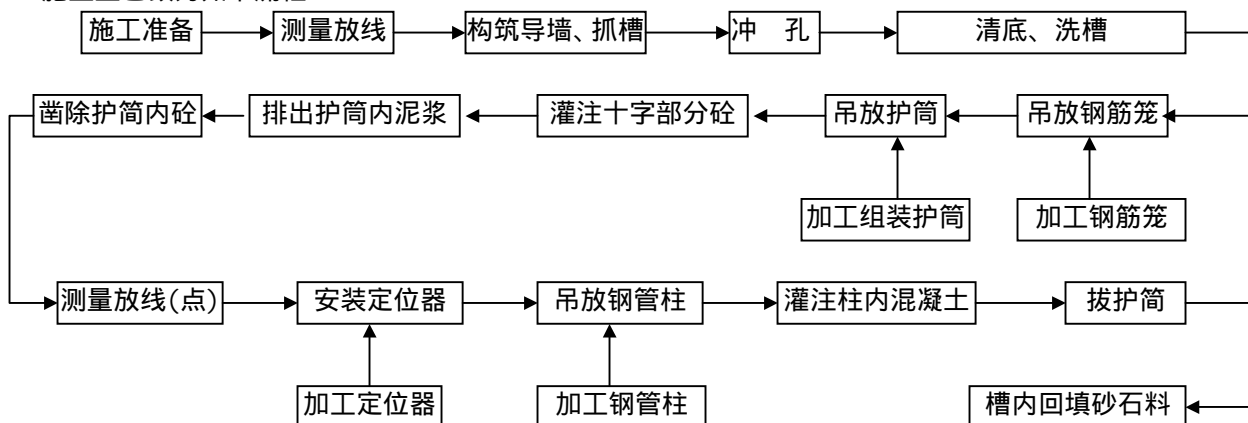 施工准备 测量放线 构筑导墙、抓槽 冲 孔 清底、洗槽
凿除护筒内砼 排出护筒内泥浆 灌注十字部分砼 吊放护筒 吊放钢筋笼
加工组装护筒 加工钢筋笼
测量放线(点) 安装定位器 吊放钢管柱 灌注柱内混凝土 拔护筒
加工定位器 加工钢管柱 槽内回填砂石料